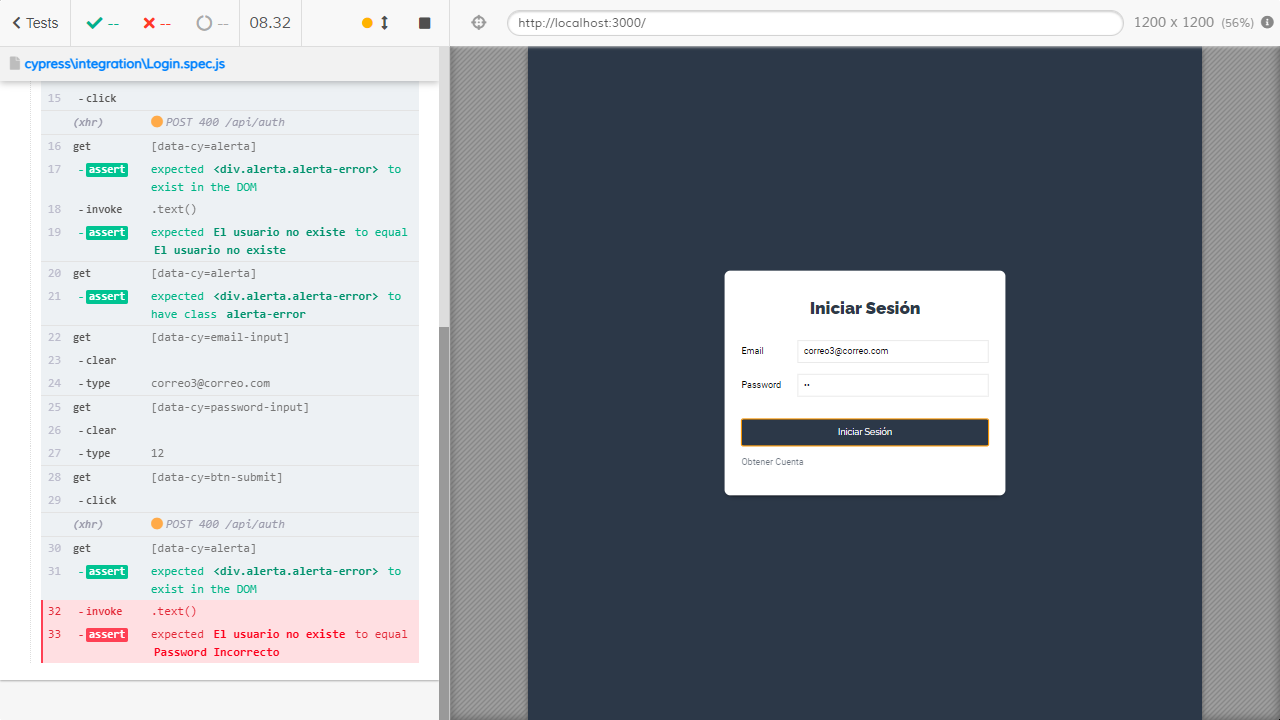 Tests
--
--
--
08.32
http://localhost:3000/
1200 x 1200 (56%)
cypress\integration\Login.spec.js
15 - click
(xhr) POST 400 /api/auth
16 get [data-cy=alerta]
17 - assert expected <div.alerta.alerta-error> to
exist in the DOM
18 - invoke .text()
19 - assert expected El usuario no existe to equal
El usuario no existe
20 get [data-cy=alerta]
21 - assert expected <div.alerta.alerta-error> to
have class alerta-error
22 get [data-cy=email-input]
23 - clear
24 - type correo3@correo.com
25 get [data-cy=password-input]
26 - clear
27 - type 12
28 get [data-cy=btn-submit]
29 - click
(xhr) POST 400 /api/auth
30 get [data-cy=alerta]
31 - assert expected <div.alerta.alerta-error> to
exist in the DOM
32 - invoke .text()
33 - assert expected El usuario no existe to equal
Password Incorrecto
Iniciar Sesión
Email correo3@correo.com
Password ••
Iniciar Sesión
Obtener Cuenta